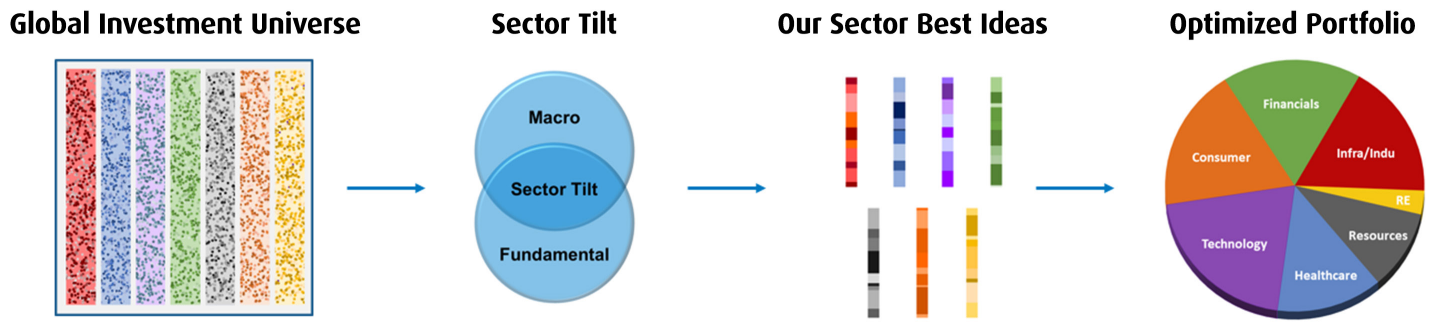 Global Investment Universe
Sector Tilt
Our Sector Best Ideas
Optimized Portfolio
Macro
Sector Tilt
Fundamental
Financials
Infra/Indu
RE
Resources
Healthcare
Technology
Consumer